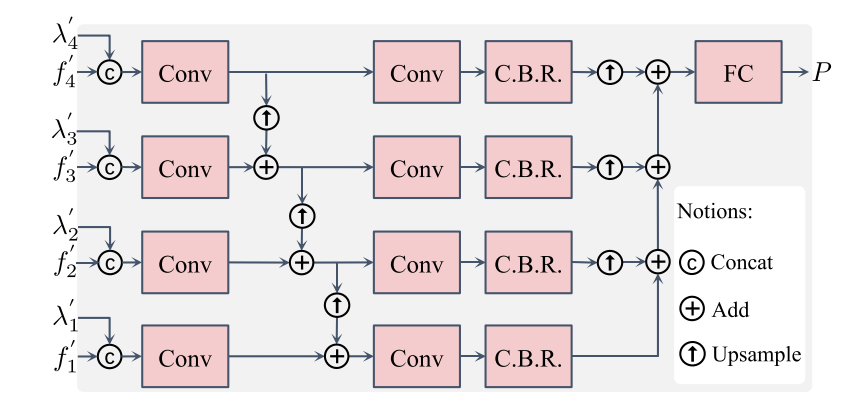 λ′4
f′4 c Conv Conv C.B.R. ↑ + FC P
↑
λ′3
f′3 c Conv + Conv C.B.R. ↑ +
↑
λ′2
f′2 c Conv + Conv C.B.R. ↑ +
↑
λ′1
f′1 c Conv + Conv C.B.R.
Notions:
c Concat
+ Add
↑ Upsample